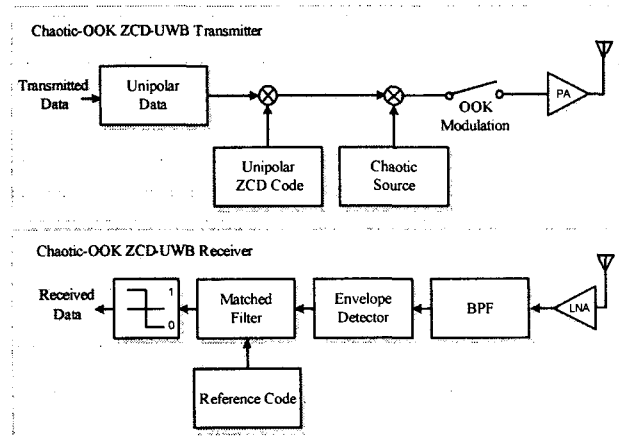 Chaotic-OOK ZCD-UWB Transmitter
Transmitted
Data
Unipolar
Data
OOK
Modulation
PA
Unipolar
ZCD Code
Chaotic
Source
Chaotic-OOK ZCD-UWB Receiver
Received
Data
1
0
Matched
Filter
Envelope
Detector
BPF
LNA
Reference Code